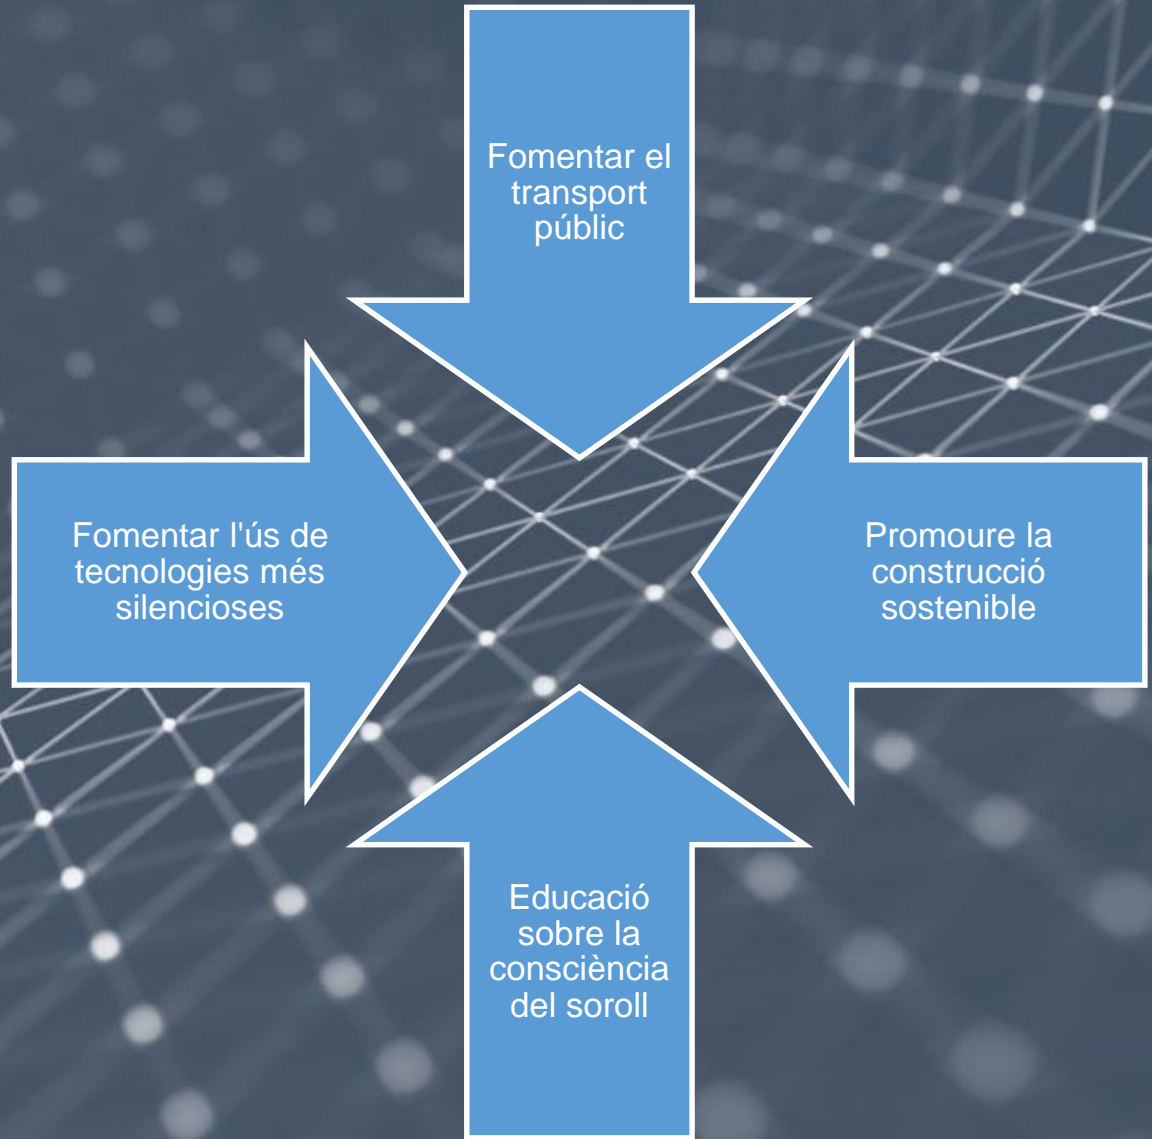 Fomentar el
transport
públic
Fomentar l'ús de
tecnologies més
silencioses
Promoure la
construcció
sostenible
Educació
sobre la
consciència
del soroll